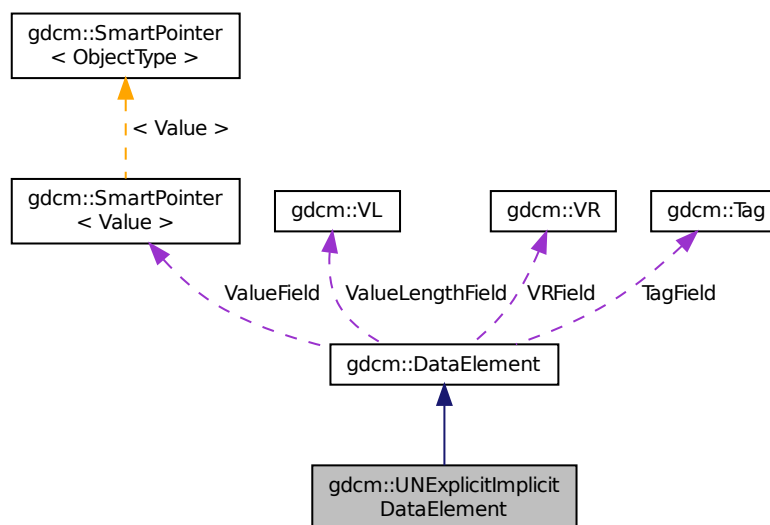 gdcm::SmartPointer
< ObjectType >
< Value >
gdcm::SmartPointer
< Value >
gdcm::VL
gdcm::VR
gdcm::Tag
ValueField
ValueLengthField
VRField
TagField
gdcm::DataElement
gdcm::UNExplicitImplicit
DataElement